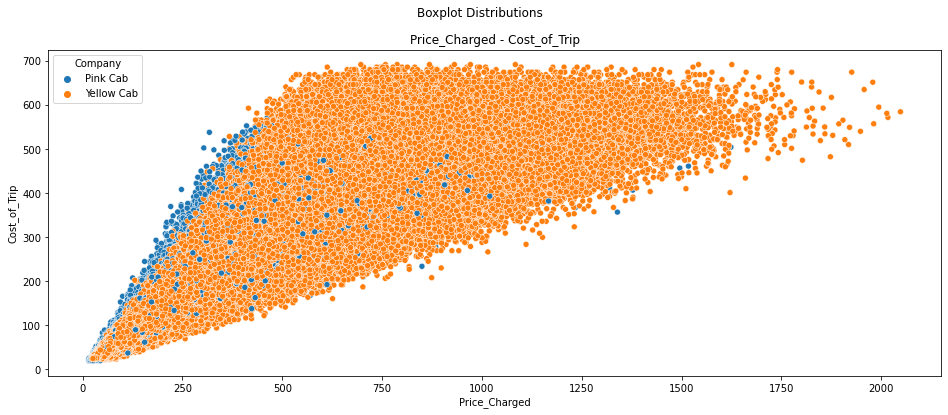 Boxplot Distributions
Price_Charged - Cost_of_Trip
Company
Pink Cab
Yellow Cab
700
600
500
400
300
200
100
0
Cost_of_Trip
0 250 500 750 1000 1250 1500 1750 2000
Price_Charged